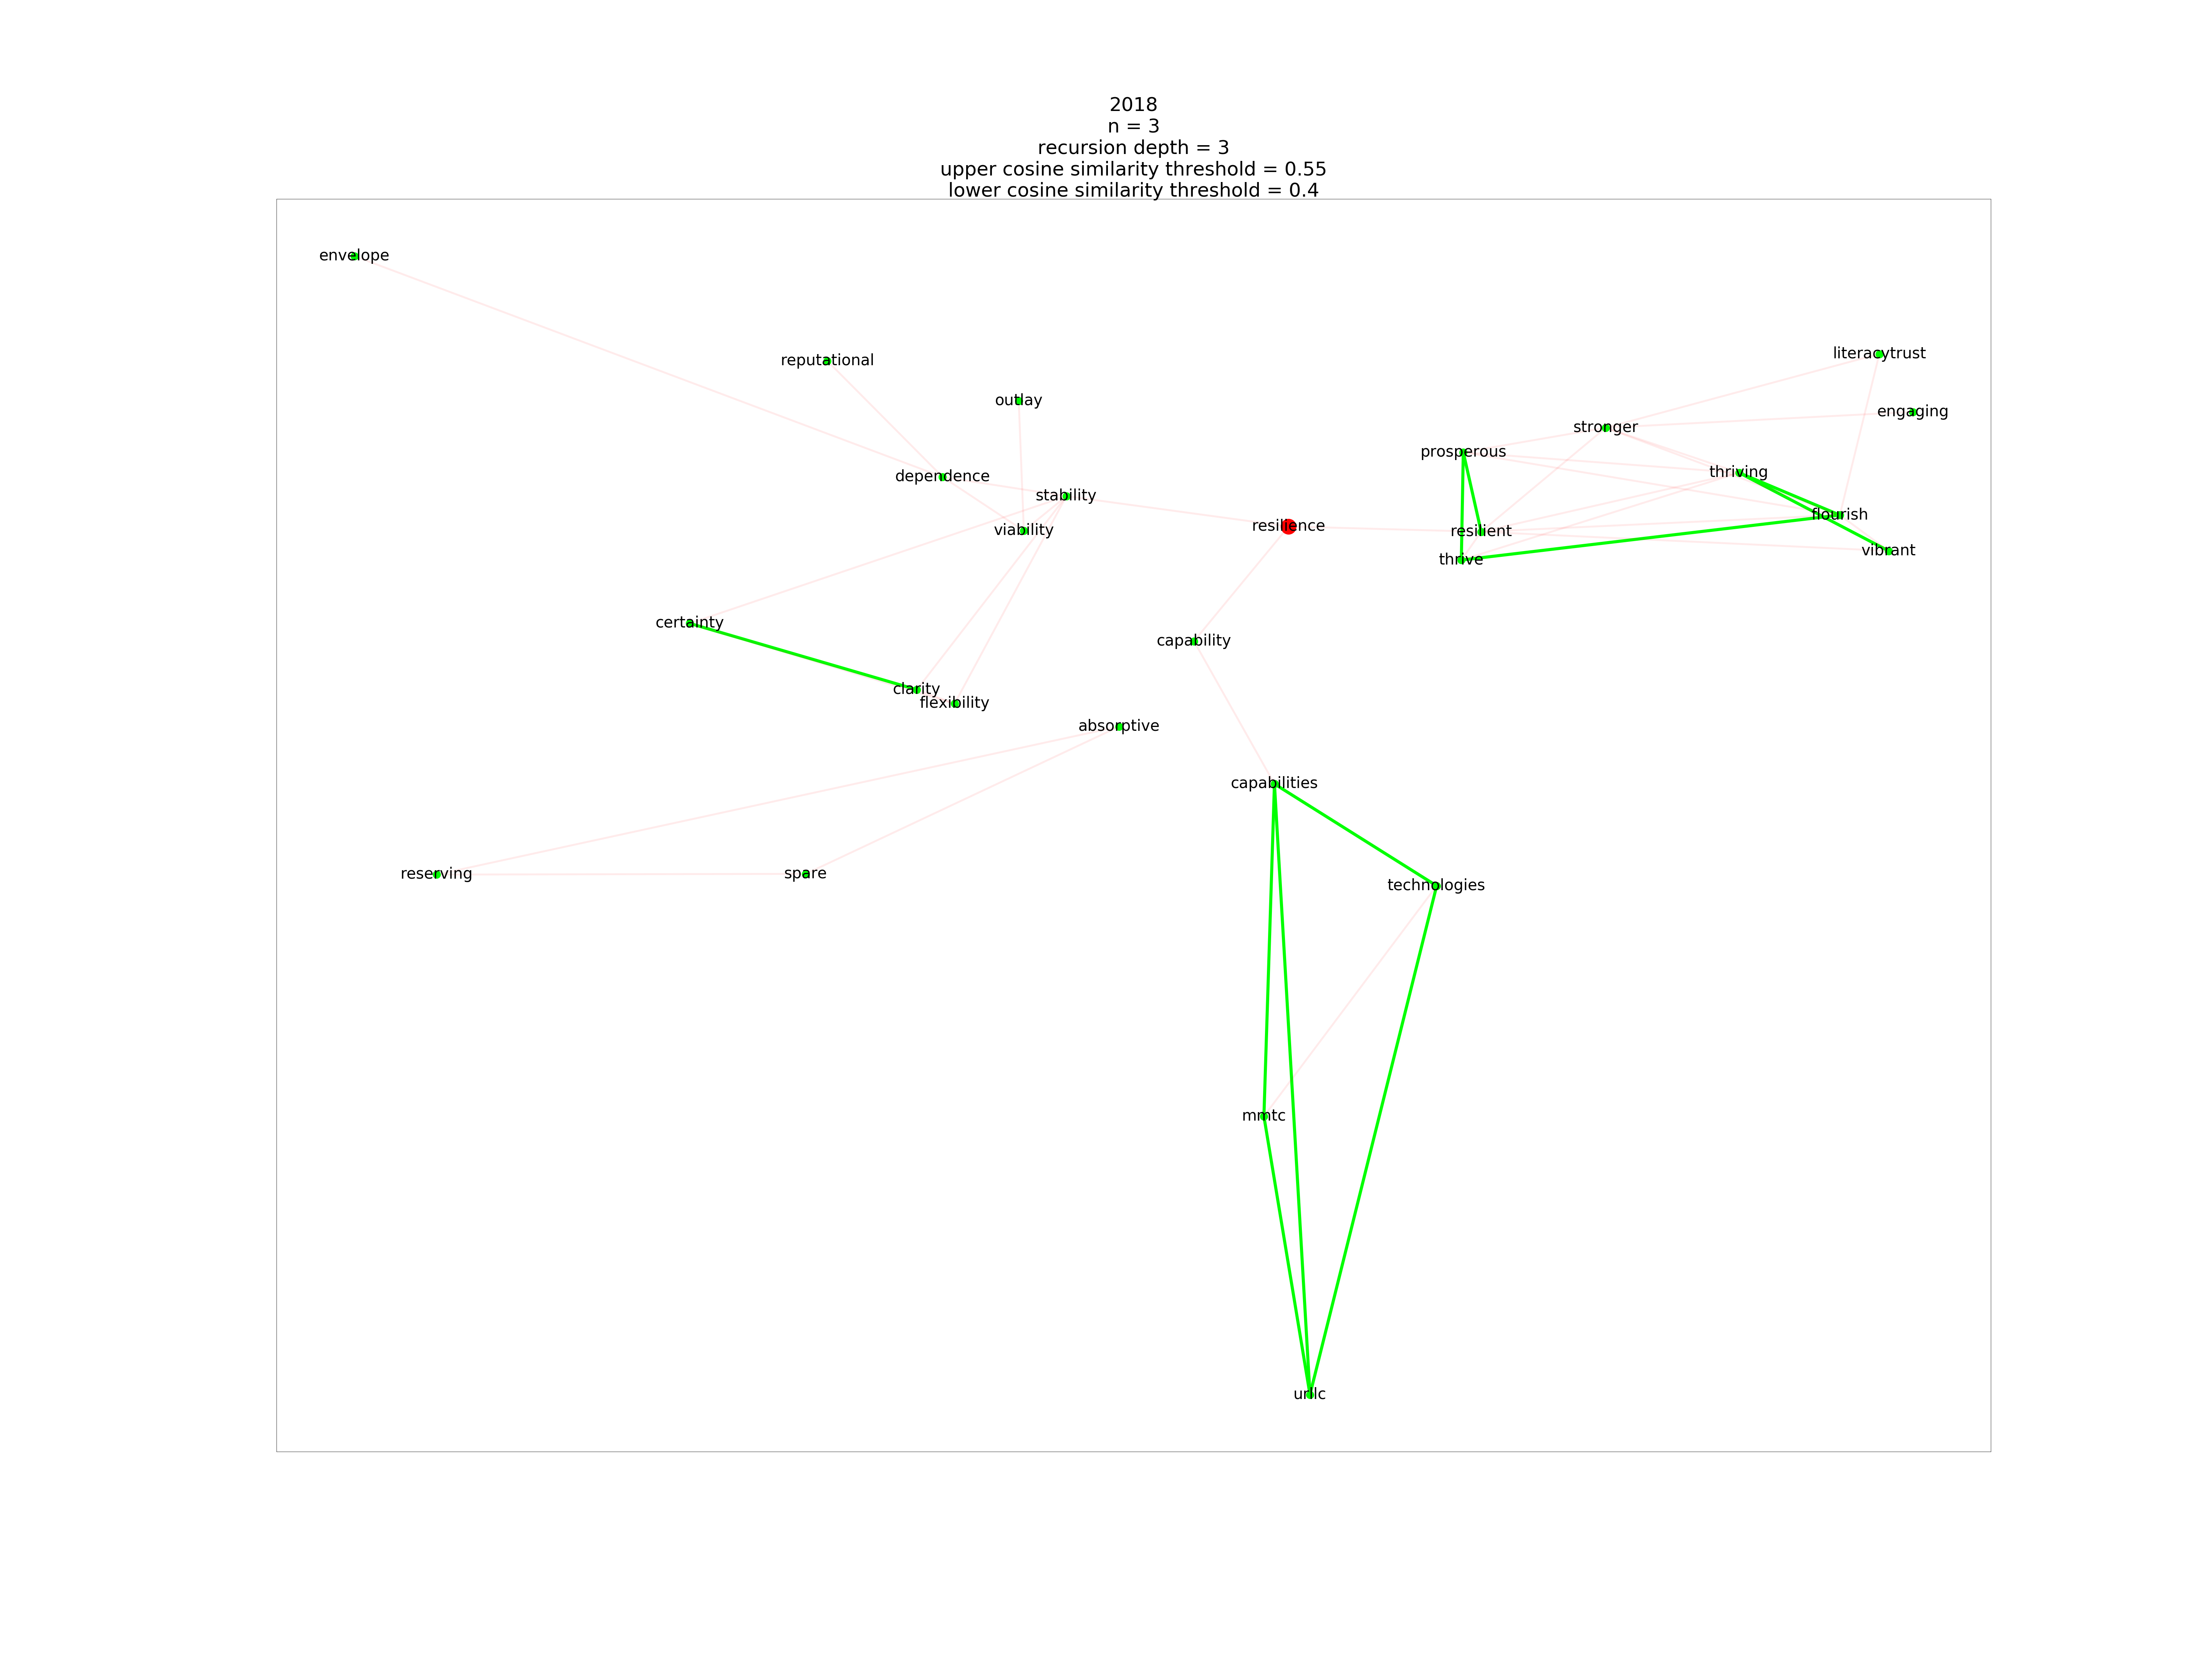 2018
n = 3
recursion depth = 3
upper cosine similarity threshold = 0.55
lower cosine similarity threshold = 0.4
envelope
literacytrust
reputational
outlay
engaging
stronger
prosperous
thriving
dependence
stability
flourish
resilience
viability
resilient
vibrant
thrive
certainty
capability
clarity
flexibility
absorptive
capabilities
reserving
spare
technologies
mmtc
urllc